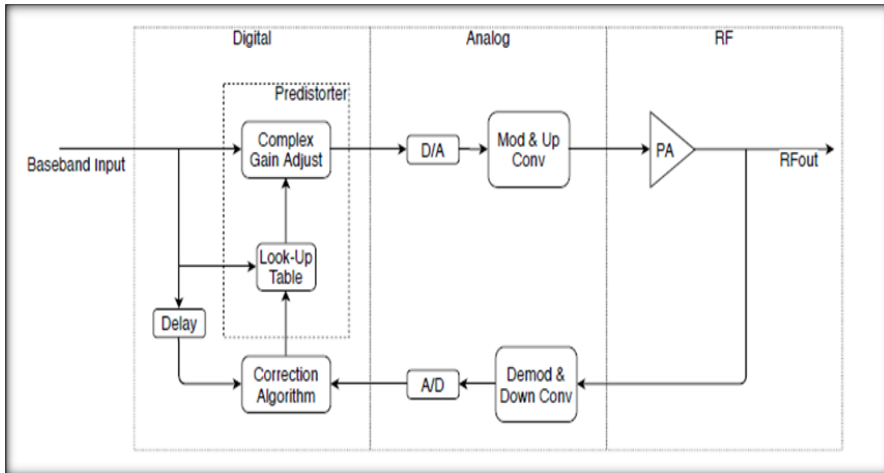 Digital
Analog
RF
Predistorter
Baseband Input
Complex
Gain Adjust
D/A
Mod & Up
Conv
PA
RFout
Look-Up
Table
Delay
Correction
Algorithm
A/D
Demod &
Down Conv